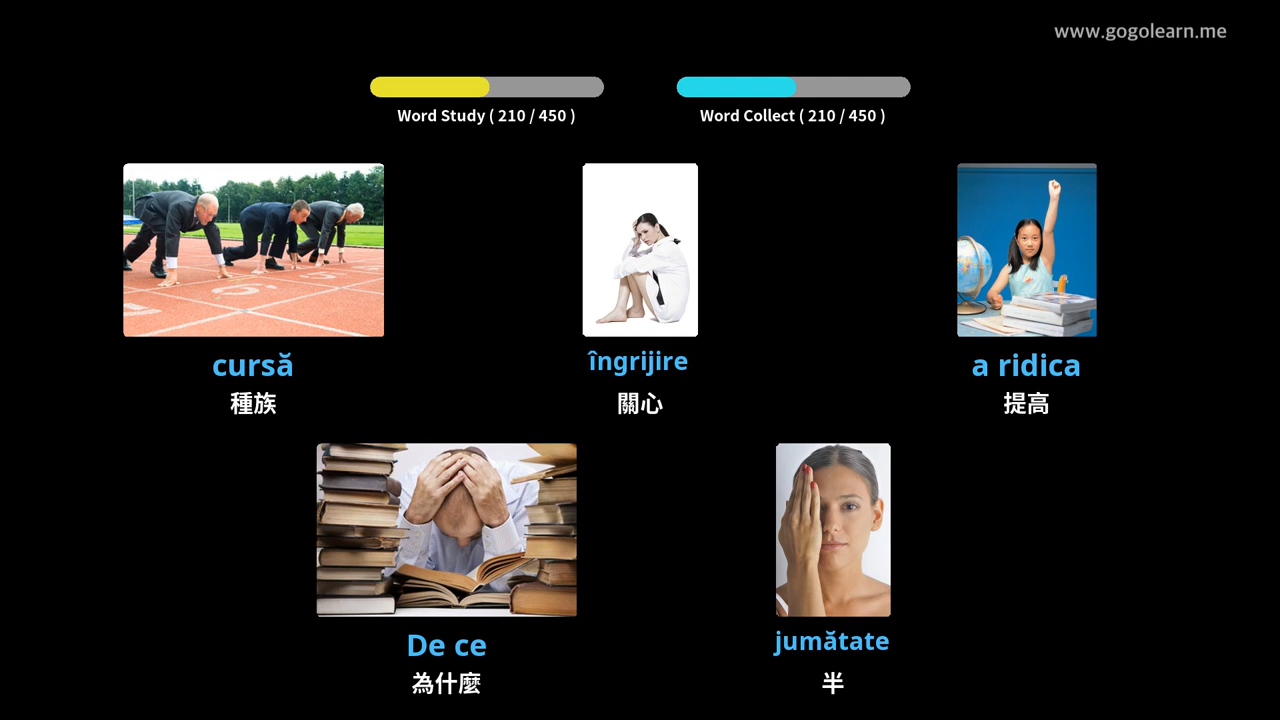 www.gogolearn.me
Word Study ( 210 / 450 )
Word Collect ( 210 / 450 )
cursă
種族
îngrijire
關心
a ridica
提高
De ce
為什麼
jumătate
半